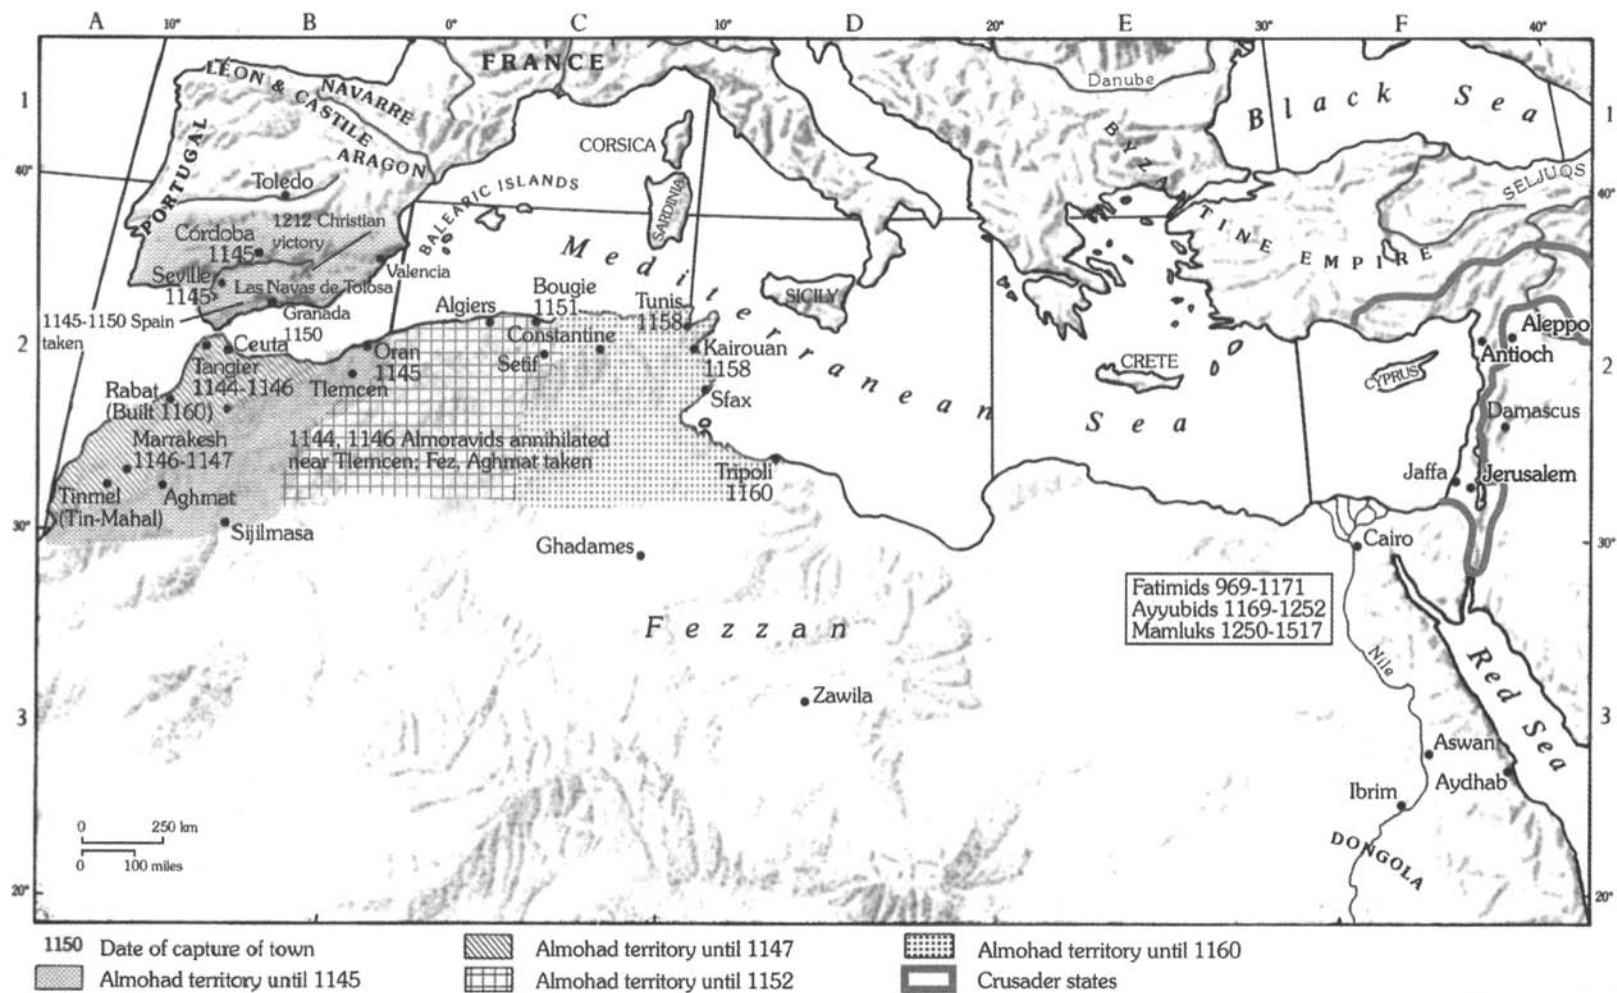 A
10°
B
0°
C
10°
D
20°
E
30°
F
40°
1
1
40°
40°
2
2
30°
30°
3
3
20°
20°
LÉON & CASTILE
NAVARRE
FRANCE
ARAGON
PORTUGAL
Toledo
1212 Christian
victory
Córdoba
1145
Seville
1145
Las Navas de Tolosa
Valencia
Granada
1150
1145-1150 Spain
taken
BALEARIC ISLANDS
CORSICA
SARDINIA
SICILY
Mediterranean
Sea
CRETE
CYPRUS
Danube
Black Sea
BYZANTINE EMPIRE
SELJUQS
Ceuta
Tangier
1144-1146
Rabat
(Built 1160)
Marrakesh
1146-1147
Tinmel
(Tin-Mahal)
Aghmat
Sijilmasa
Oran
1145
Tlemcen
Algiers
Bougie
1151
Constantine
Setif
Tunis
1158
Kairouan
1158
Sfax
Tripoli
1160
1144, 1146 Almoravids annihilated
near Tlemcen; Fez, Aghmat taken
Ghadames
Fezzan
Zawila
Aleppo
Antioch
Damascus
Jaffa
Jerusalem
Cairo
Fatimids 969-1171
Ayyubids 1169-1252
Mamluks 1250-1517
Nile
Red Sea
Aswan
Aydhab
Ibrim
DONGOLA
0 250 km
0 100 miles
1150 Date of capture of town
Almohad territory until 1145
Almohad territory until 1147
Almohad territory until 1152
Almohad territory until 1160
Crusader states